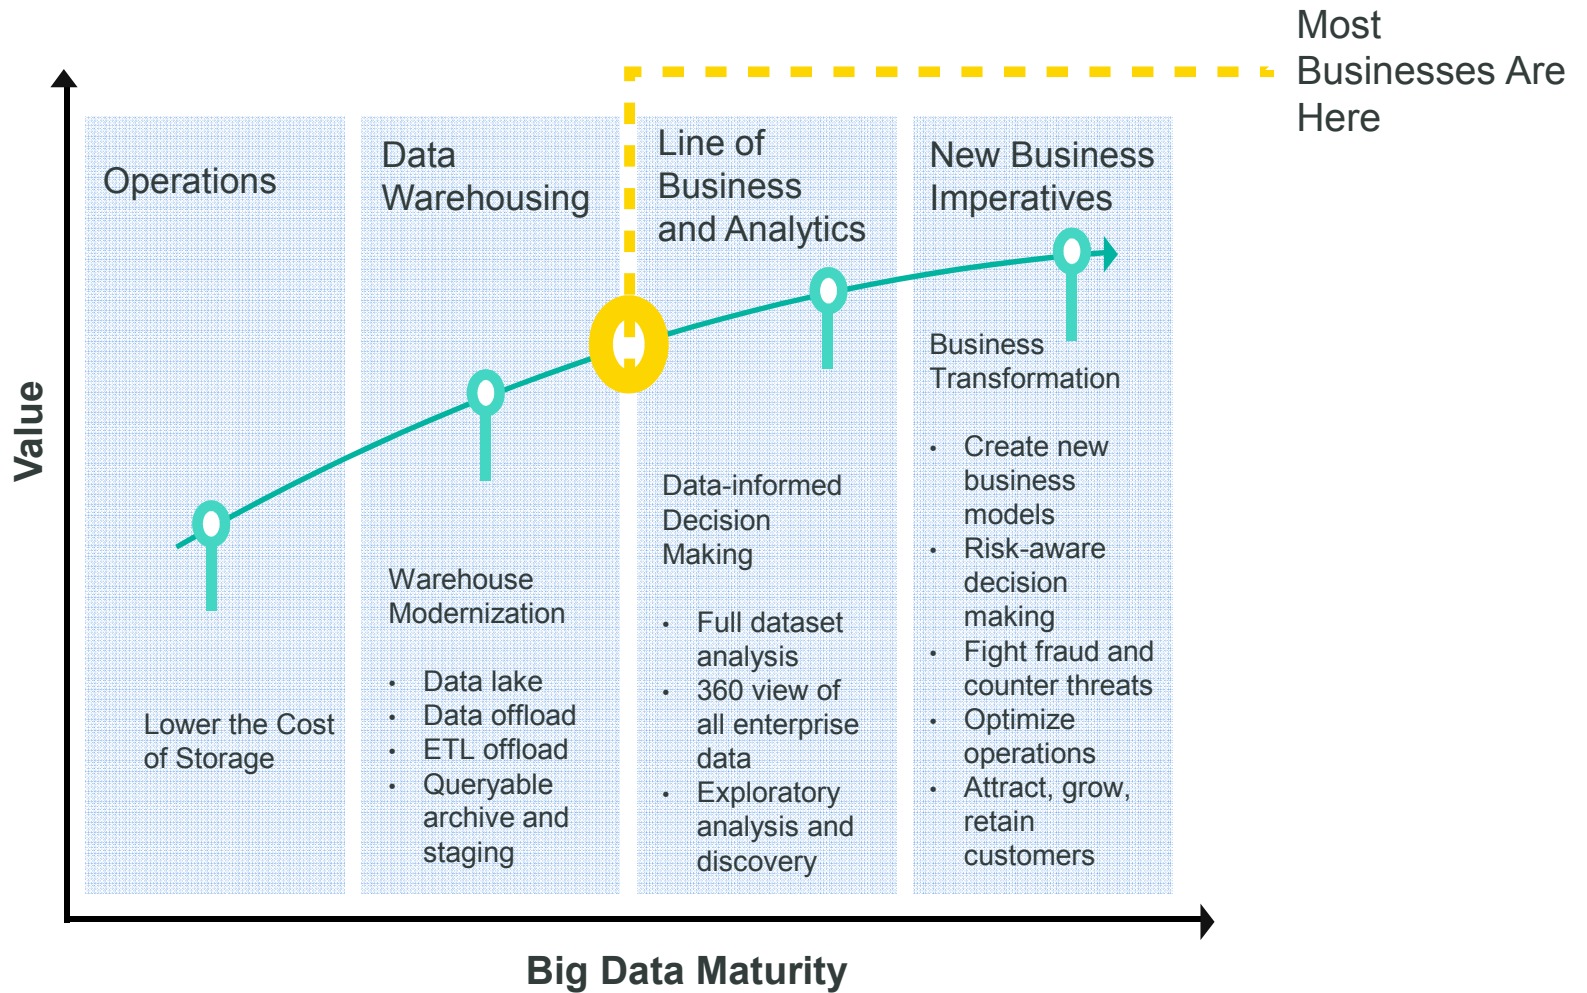 Most
Businesses Are
Here
Operations
Data
Warehousing
Line of
Business
and Analytics
New Business
Imperatives
Value
Lower the Cost
of Storage
Warehouse
Modernization
• Data lake
• Data offload
• ETL offload
• Queryable
archive and
staging
Data-informed
Decision
Making
• Full dataset
analysis
• 360 view of
all enterprise
data
• Exploratory
analysis and
discovery
Business
Transformation
• Create new
business
models
• Risk-aware
decision
making
• Fight fraud and
counter threats
• Optimize
operations
• Attract, grow,
retain
customers
Big Data Maturity